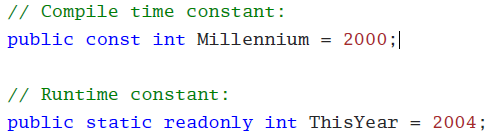 // Compile time constant:
public const int Millennium = 2000;
// Runtime constant:
public static readonly int ThisYear = 2004;